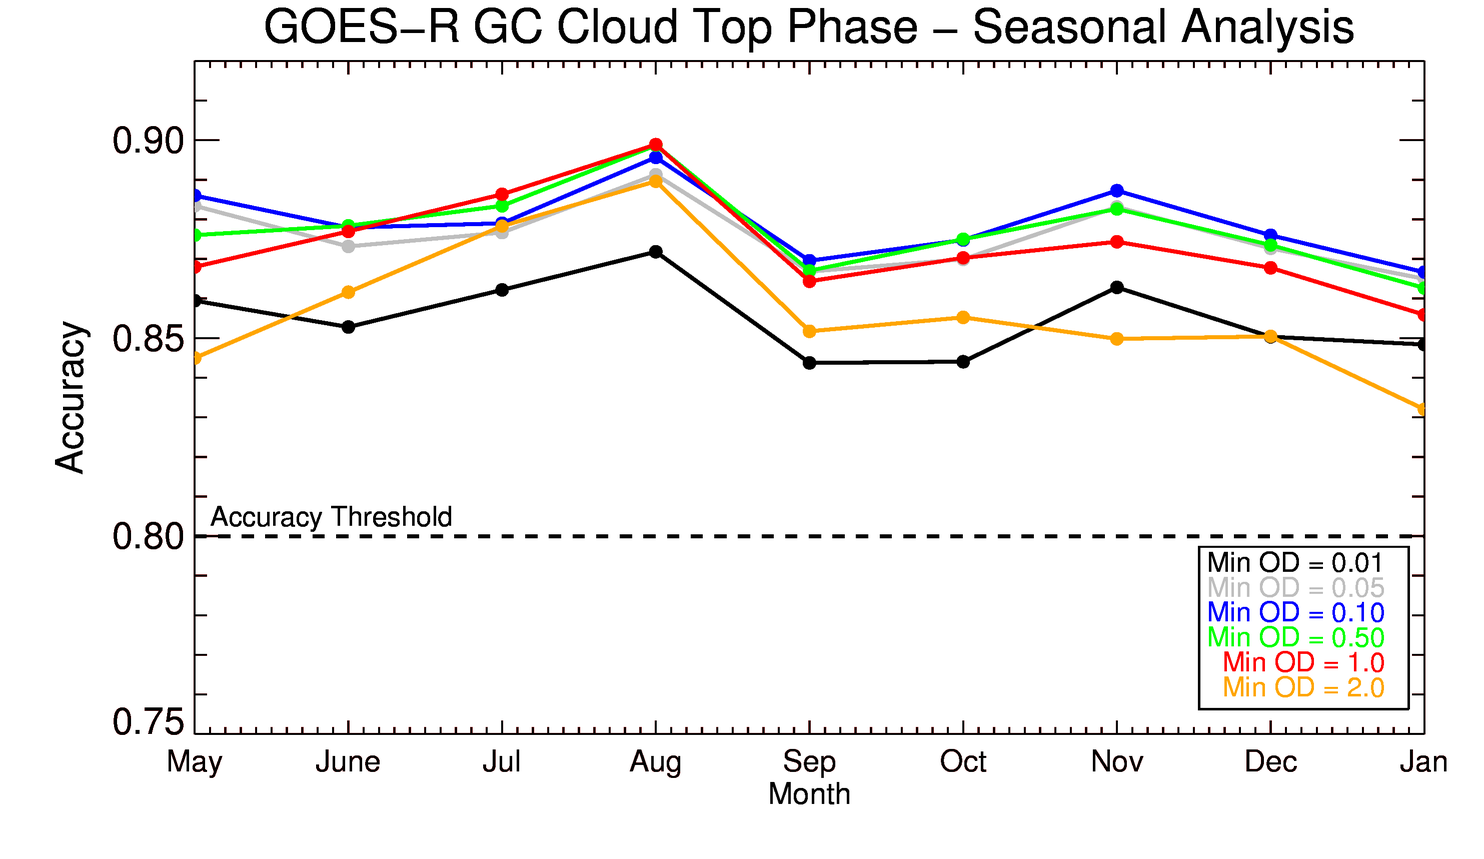 GOES-R GC Cloud Top Phase - Seasonal Analysis
0.90
0.85
0.80
0.75
Accuracy
Accuracy Threshold
Min OD = 0.01
Min OD = 0.05
Min OD = 0.10
Min OD = 0.50
Min OD = 1.0
Min OD = 2.0
May June Jul Aug Sep Oct Nov Dec Jan
Month